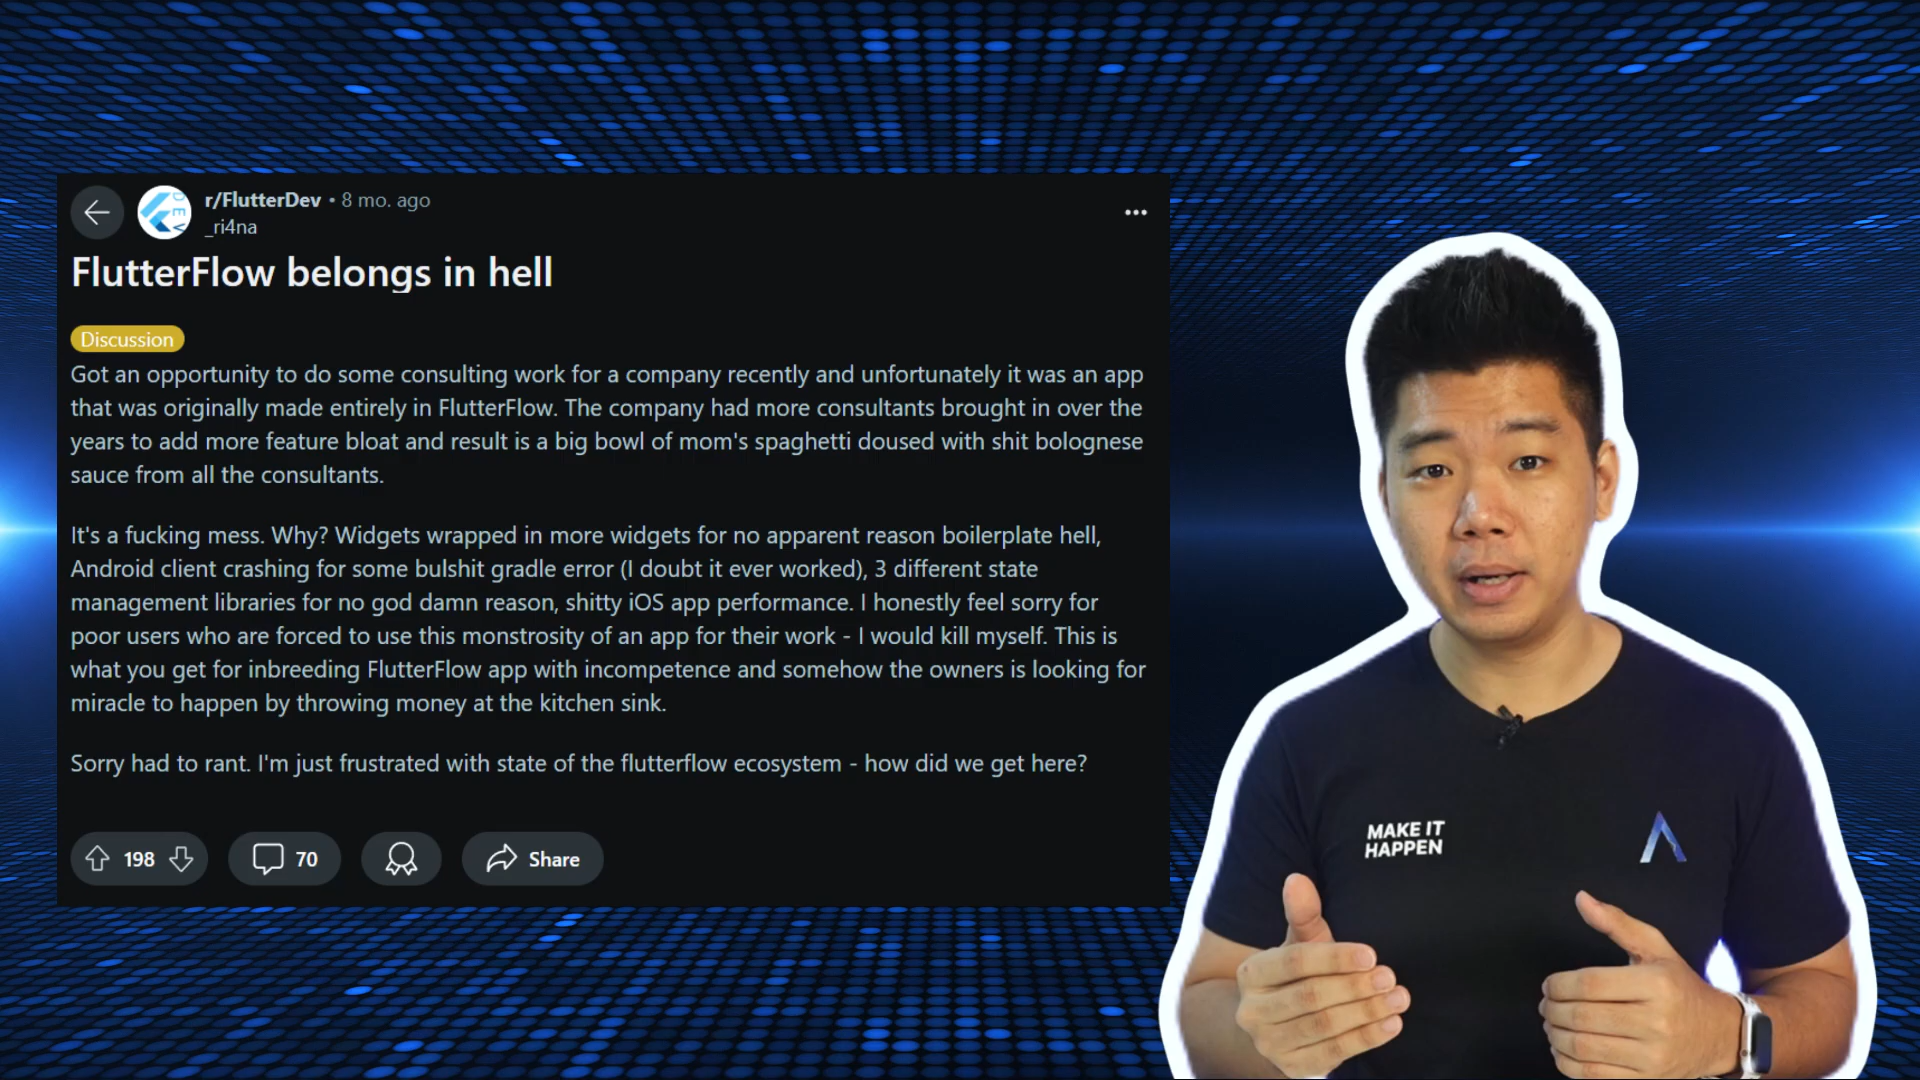 r/FlutterDev • 8 mo. ago
_ri4na
DEV
FlutterFlow belongs in hell
Discussion
Got an opportunity to do some consulting work for a company recently and unfortunately it was an app
that was originally made entirely in FlutterFlow. The company had more consultants brought in over the
years to add more feature bloat and result is a big bowl of mom's spaghetti doused with shit bolognese
sauce from all the consultants.
It's a fucking mess. Why? Widgets wrapped in more widgets for no apparent reason boilerplate hell,
Android client crashing for some bulshit gradle error (I doubt it ever worked), 3 different state
management libraries for no god damn reason, shitty iOS app performance. I honestly feel sorry for
poor users who are forced to use this monstrosity of an app for their work - I would kill myself. This is
what you get for inbreeding FlutterFlow app with incompetence and somehow the owners is looking for
miracle to happen by throwing money at the kitchen sink.
Sorry had to rant. I'm just frustrated with state of the flutterflow ecosystem - how did we get here?
198
70
Share
MAKE IT
HAPPEN